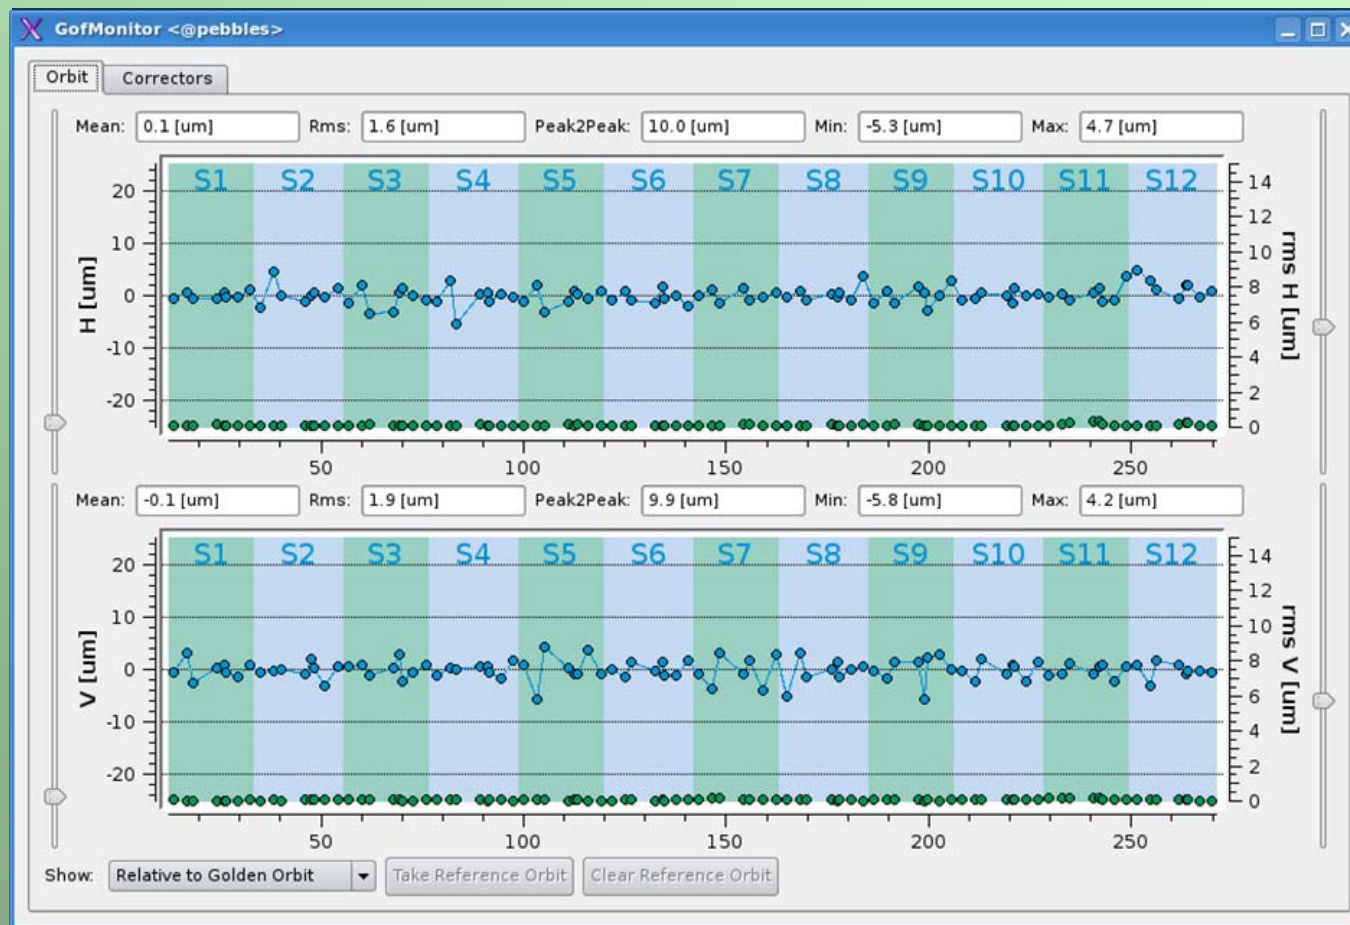 GofMonitor <@pebbles>
Orbit Correctors
Mean: 0.1 [um] Rms: 1.6 [um] Peak2Peak: 10.0 [um] Min: -5.3 [um] Max: 4.7 [um]
S1 S2 S3 S4 S5 S6 S7 S8 S9 S10 S11 S12
H [um]
20
10
0
-10
-20
rms H [um]
14
12
10
8
6
4
2
0
50 100 150 200 250
Mean: -0.1 [um] Rms: 1.9 [um] Peak2Peak: 9.9 [um] Min: -5.8 [um] Max: 4.2 [um]
S1 S2 S3 S4 S5 S6 S7 S8 S9 S10 S11 S12
V [um]
20
10
0
-10
-20
rms V [um]
14
12
10
8
6
4
2
0
50 100 150 200 250
Show: Relative to Golden Orbit Take Reference Orbit Clear Reference Orbit